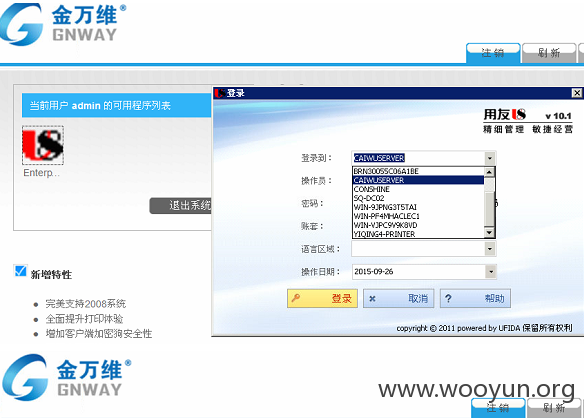 金万维®
GNWAY
注 销
刷 新
当前用户 admin 的可用程序列表
Enterp...
退出系统
新增特性
完美支持2008系统
全面提升打印体验
增加客户端加密狗安全性
登录
用友 U8 v 10.1
精细管理 敏捷经营
登录到:
CAIWUSERVER
BRN30055C06A1BE
CAIWUSERVER
CONSHINE
SQ-DC02
WIN-9JPNG3T5TAI
WIN-PF4MHACLEC1
WIN-VJPC9V9K8VD
YIQING4-PRINTER
操作员:
密码:
账套:
语言区域:
操作日期:
2015-09-26
登录
取消
? 帮助
copyright © 2011 powered by UFIDA 保留所有权利
金万维®
GNWAY
www.wooyun.org
注 销
刷 新